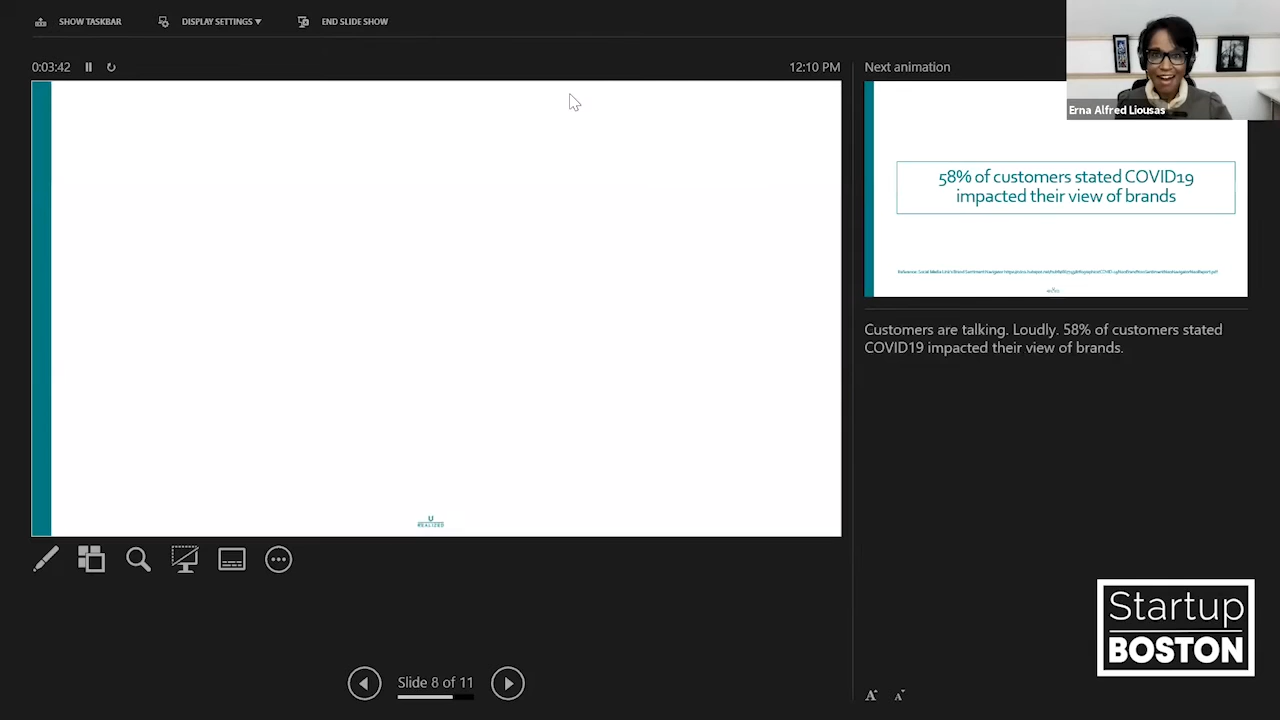 SHOW TASKBAR
DISPLAY SETTINGS
END SLIDE SHOW
0:03:42
12:10 PM
Next animation
Erna Alfred Liousas
58% of customers stated COVID19
impacted their view of brands
Customers are talking. Loudly. 58% of customers stated
COVID19 impacted their view of brands.
U
REALIZED
Slide 8 of 11
Startup
BOSTON
A
A